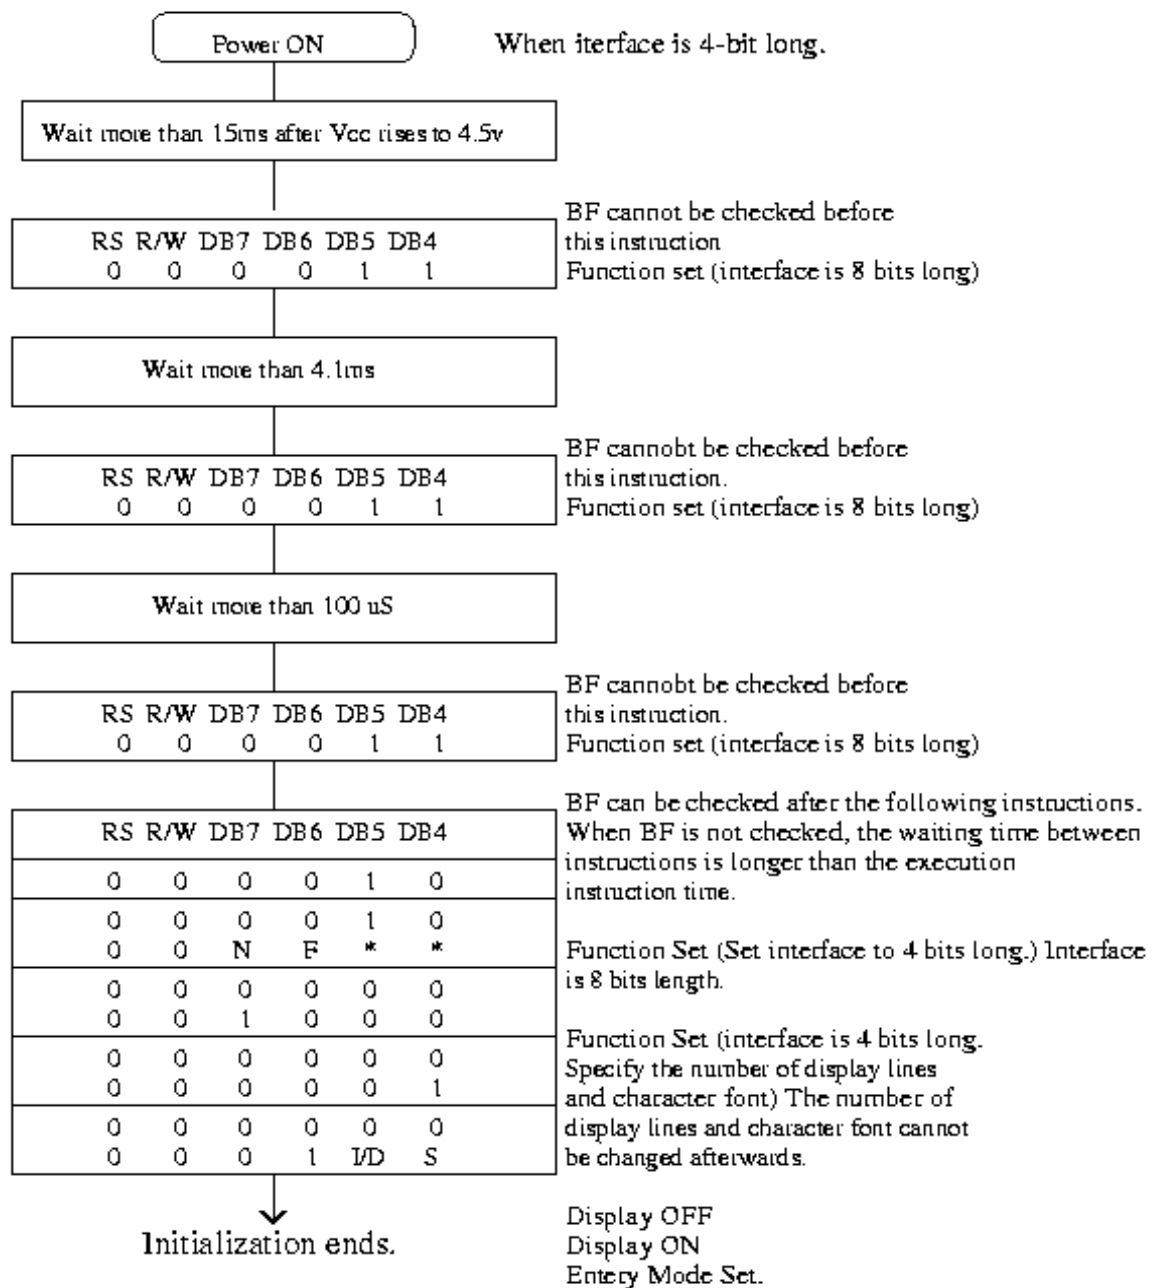 Power ON
When iterface is 4-bit long.
Wait more than 15ms after Vcc rises to 4.5v
BF cannot be checked before
this instruction
Function set (interface is 8 bits long)
RS R/W DB7 DB6 DB5 DB4
0 0 0 0 1 1
Wait more than 4.1ms
BF cannobt be checked before
this instruction.
Function set (interface is 8 bits long)
RS R/W DB7 DB6 DB5 DB4
0 0 0 0 1 1
Wait more than 100 uS
BF cannobt be checked before
this instruction.
Function set (interface is 8 bits long)
RS R/W DB7 DB6 DB5 DB4
0 0 0 0 1 1
BF can be checked after the following instructions.
When BF is not checked, the waiting time between
instructions is longer than the execution
instruction time.
RS R/W DB7 DB6 DB5 DB4
0 0 0 0 1 0
0 0 0 0 1 0
0 0 N F * *
0 0 0 0 0 0
0 0 1 0 0 0
0 0 0 0 0 0
0 0 0 0 0 1
0 0 0 0 0 0
0 0 0 1 I/D S
Function Set (Set interface to 4 bits long.) Interface
is 8 bits length.
Function Set (interface is 4 bits long.
Specify the number of display lines
and character font) The number of
display lines and character font cannot
be changed afterwards.
Display OFF
Display ON
Entery Mode Set.
Initialization ends.